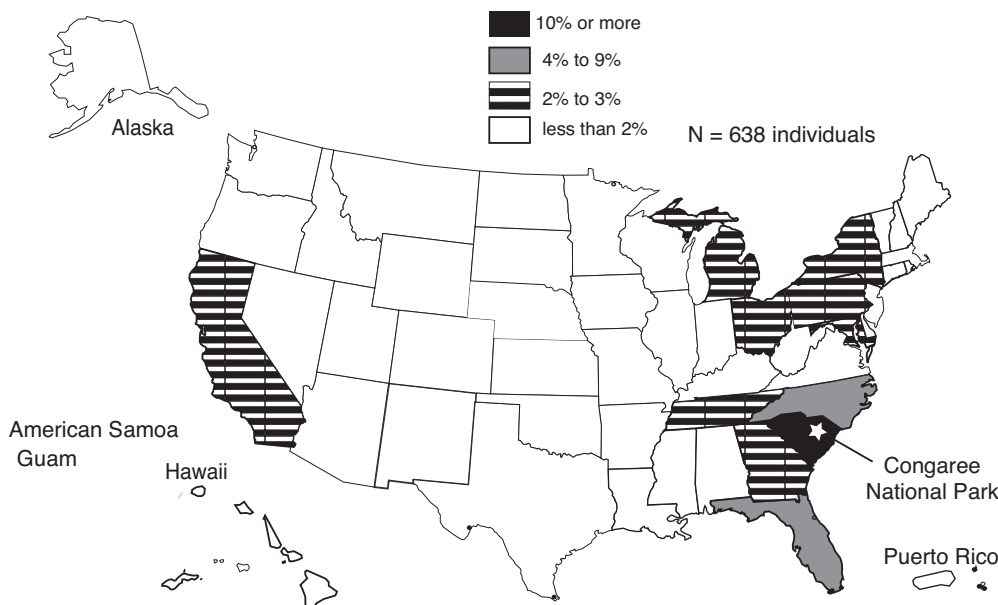 10% or more
4% to 9%
2% to 3%
less than 2%
N = 638 individuals
Alaska
American Samoa
Guam
Hawaii
Congaree
National Park
Puerto Rico